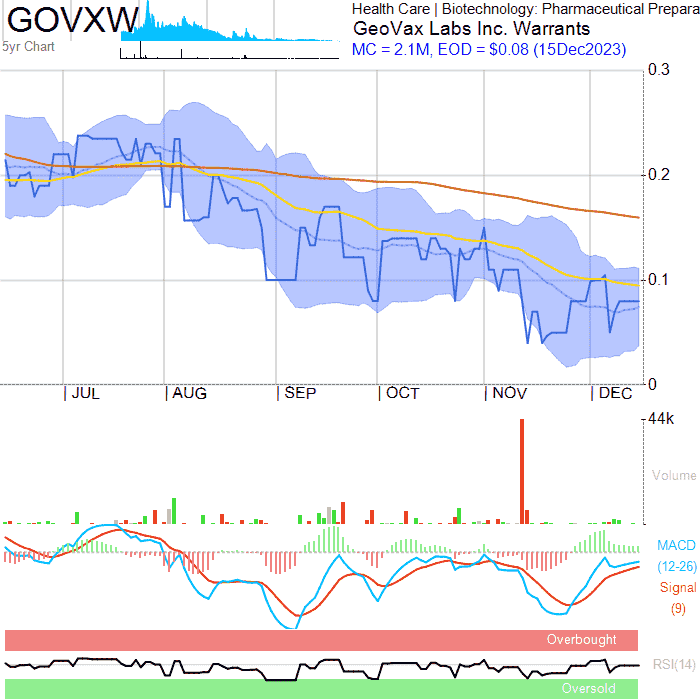 GOVXW
5yr Chart
Health Care | Biotechnology: Pharmaceutical Prepara
GeoVax Labs Inc. Warrants
MC = 2.1M, EOD = $0.08 (15Dec2023)
0.3
0.2
0.1
0
JUL AUG SEP OCT NOV DEC
44k
Volume
MACD
(12-26)
Signal
(9)
Overbought
RSI(14)
Oversold